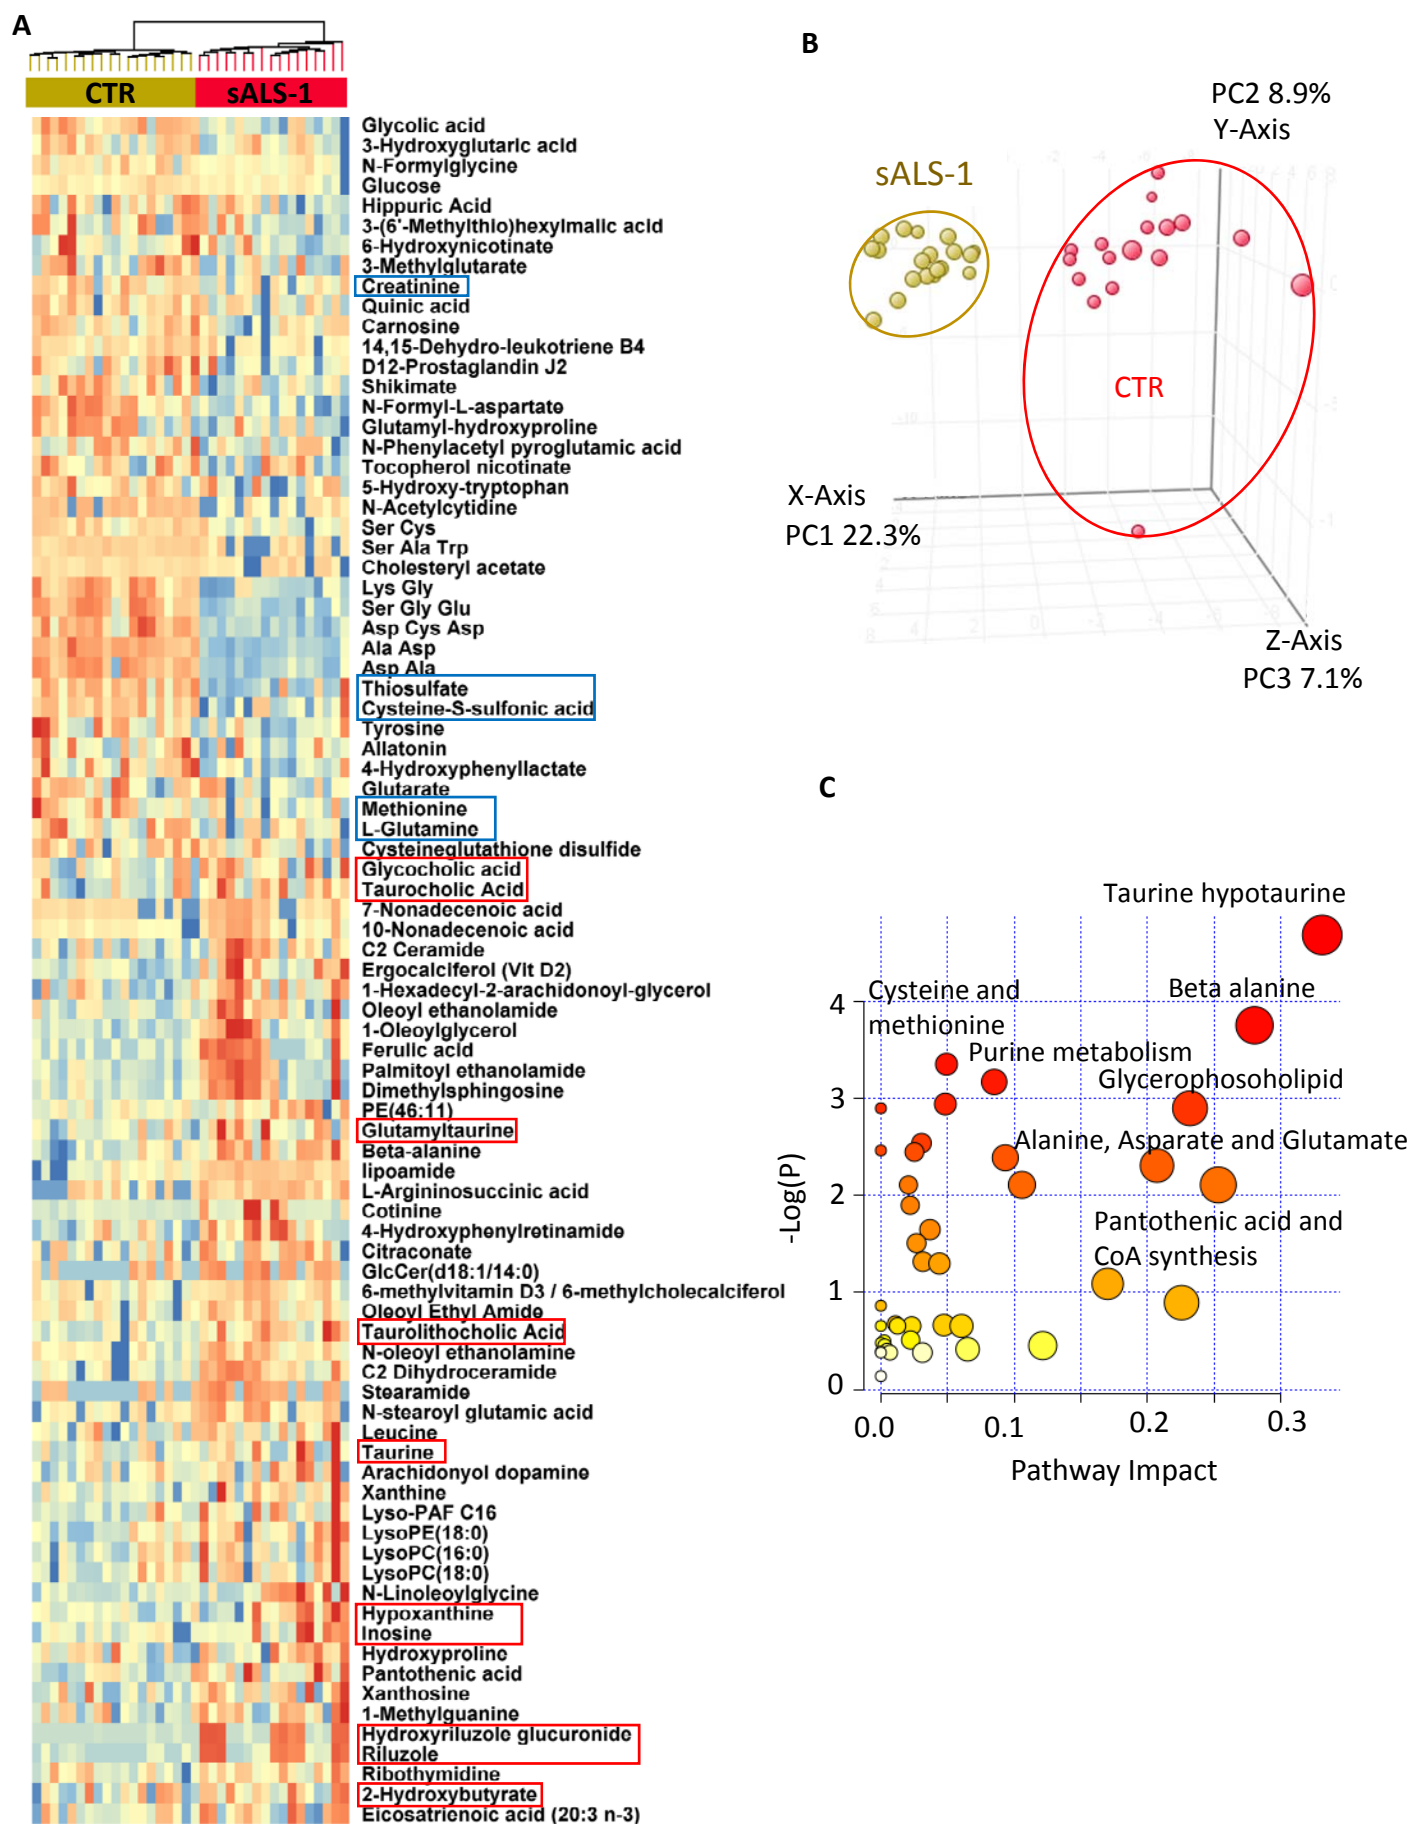 A
CTR
sALS-1
Glycolic acid
3-Hydroxyglutaric acid
N-Formylglycine
Glucose
Hippuric Acid
3-(6'-Methylthio)hexylmalic acid
6-Hydroxynicotinate
3-Methylglutarate
Creatinine
Quinic acid
Carnosine
14,15-Dehydro-leukotriene B4
D12-Prostaglandin J2
Shikimate
N-Formyl-L-aspartate
Glutamyl-hydroxyproline
N-Phenylacetyl pyroglutamic acid
Tocopherol nicotinate
5-Hydroxy-tryptophan
N-Acetylcytidine
Ser Cys
Ser Ala Trp
Cholesteryl acetate
Lys Gly
Ser Gly Glu
Asp Cys Asp
Ala Asp
Asp Ala
Thiosulfate
Cysteine-S-sulfonic acid
Tyrosine
Allatonin
4-Hydroxyphenyllactate
Glutarate
Methionine
L-Glutamine
Cysteineglutathione disulfide
Glycocholic acid
Taurocholic Acid
7-Nonadecenoic acid
10-Nonadecenoic acid
C2 Ceramide
Ergocalciferol (Vit D2)
1-Hexadecyl-2-arachidonoyl-glycerol
Oleoyl ethanolamide
1-Oleoylglycerol
Ferulic acid
Palmitoyl ethanolamide
Dimethylsphingosine
PE(46:11)
Glutamyltaurine
Beta-alanine
lipoamide
L-Argininosuccinic acid
Cotinine
4-Hydroxyphenylretinamide
Citraconate
GlcCer(d18:1/14:0)
6-methylvitamin D3 / 6-methylcholecalciferol
Oleoyl Ethyl Amide
Taurolithocholic Acid
N-oleoyl ethanolamine
C2 Dihydroceramide
Stearamide
N-stearoyl glutamic acid
Leucine
Taurine
Arachidonyol dopamine
Xanthine
Lyso-PAF C16
LysoPE(18:0)
LysoPC(16:0)
LysoPC(18:0)
N-Linoleoylglycine
Hypoxanthine
Inosine
Hydroxyproline
Pantothenic acid
Xanthosine
1-Methylguanine
Hydroxyriluzole glucuronide
Riluzole
Ribothymidine
2-Hydroxybutyrate
Eicosatrienoic acid (20:3 n-3)
B
PC2 8.9%
Y-Axis
sALS-1
CTR
X-Axis
PC1 22.3%
Z-Axis
PC3 7.1%
C
Taurine hypotaurine
Beta alanine
Cysteine and
methionine
Purine metabolism
Glycerophosoholipid
Alanine, Asparate and Glutamate
Pantothenic acid and
CoA synthesis
4
3
2
1
0
-Log(P)
0.0
0.1
0.2
0.3
Pathway Impact